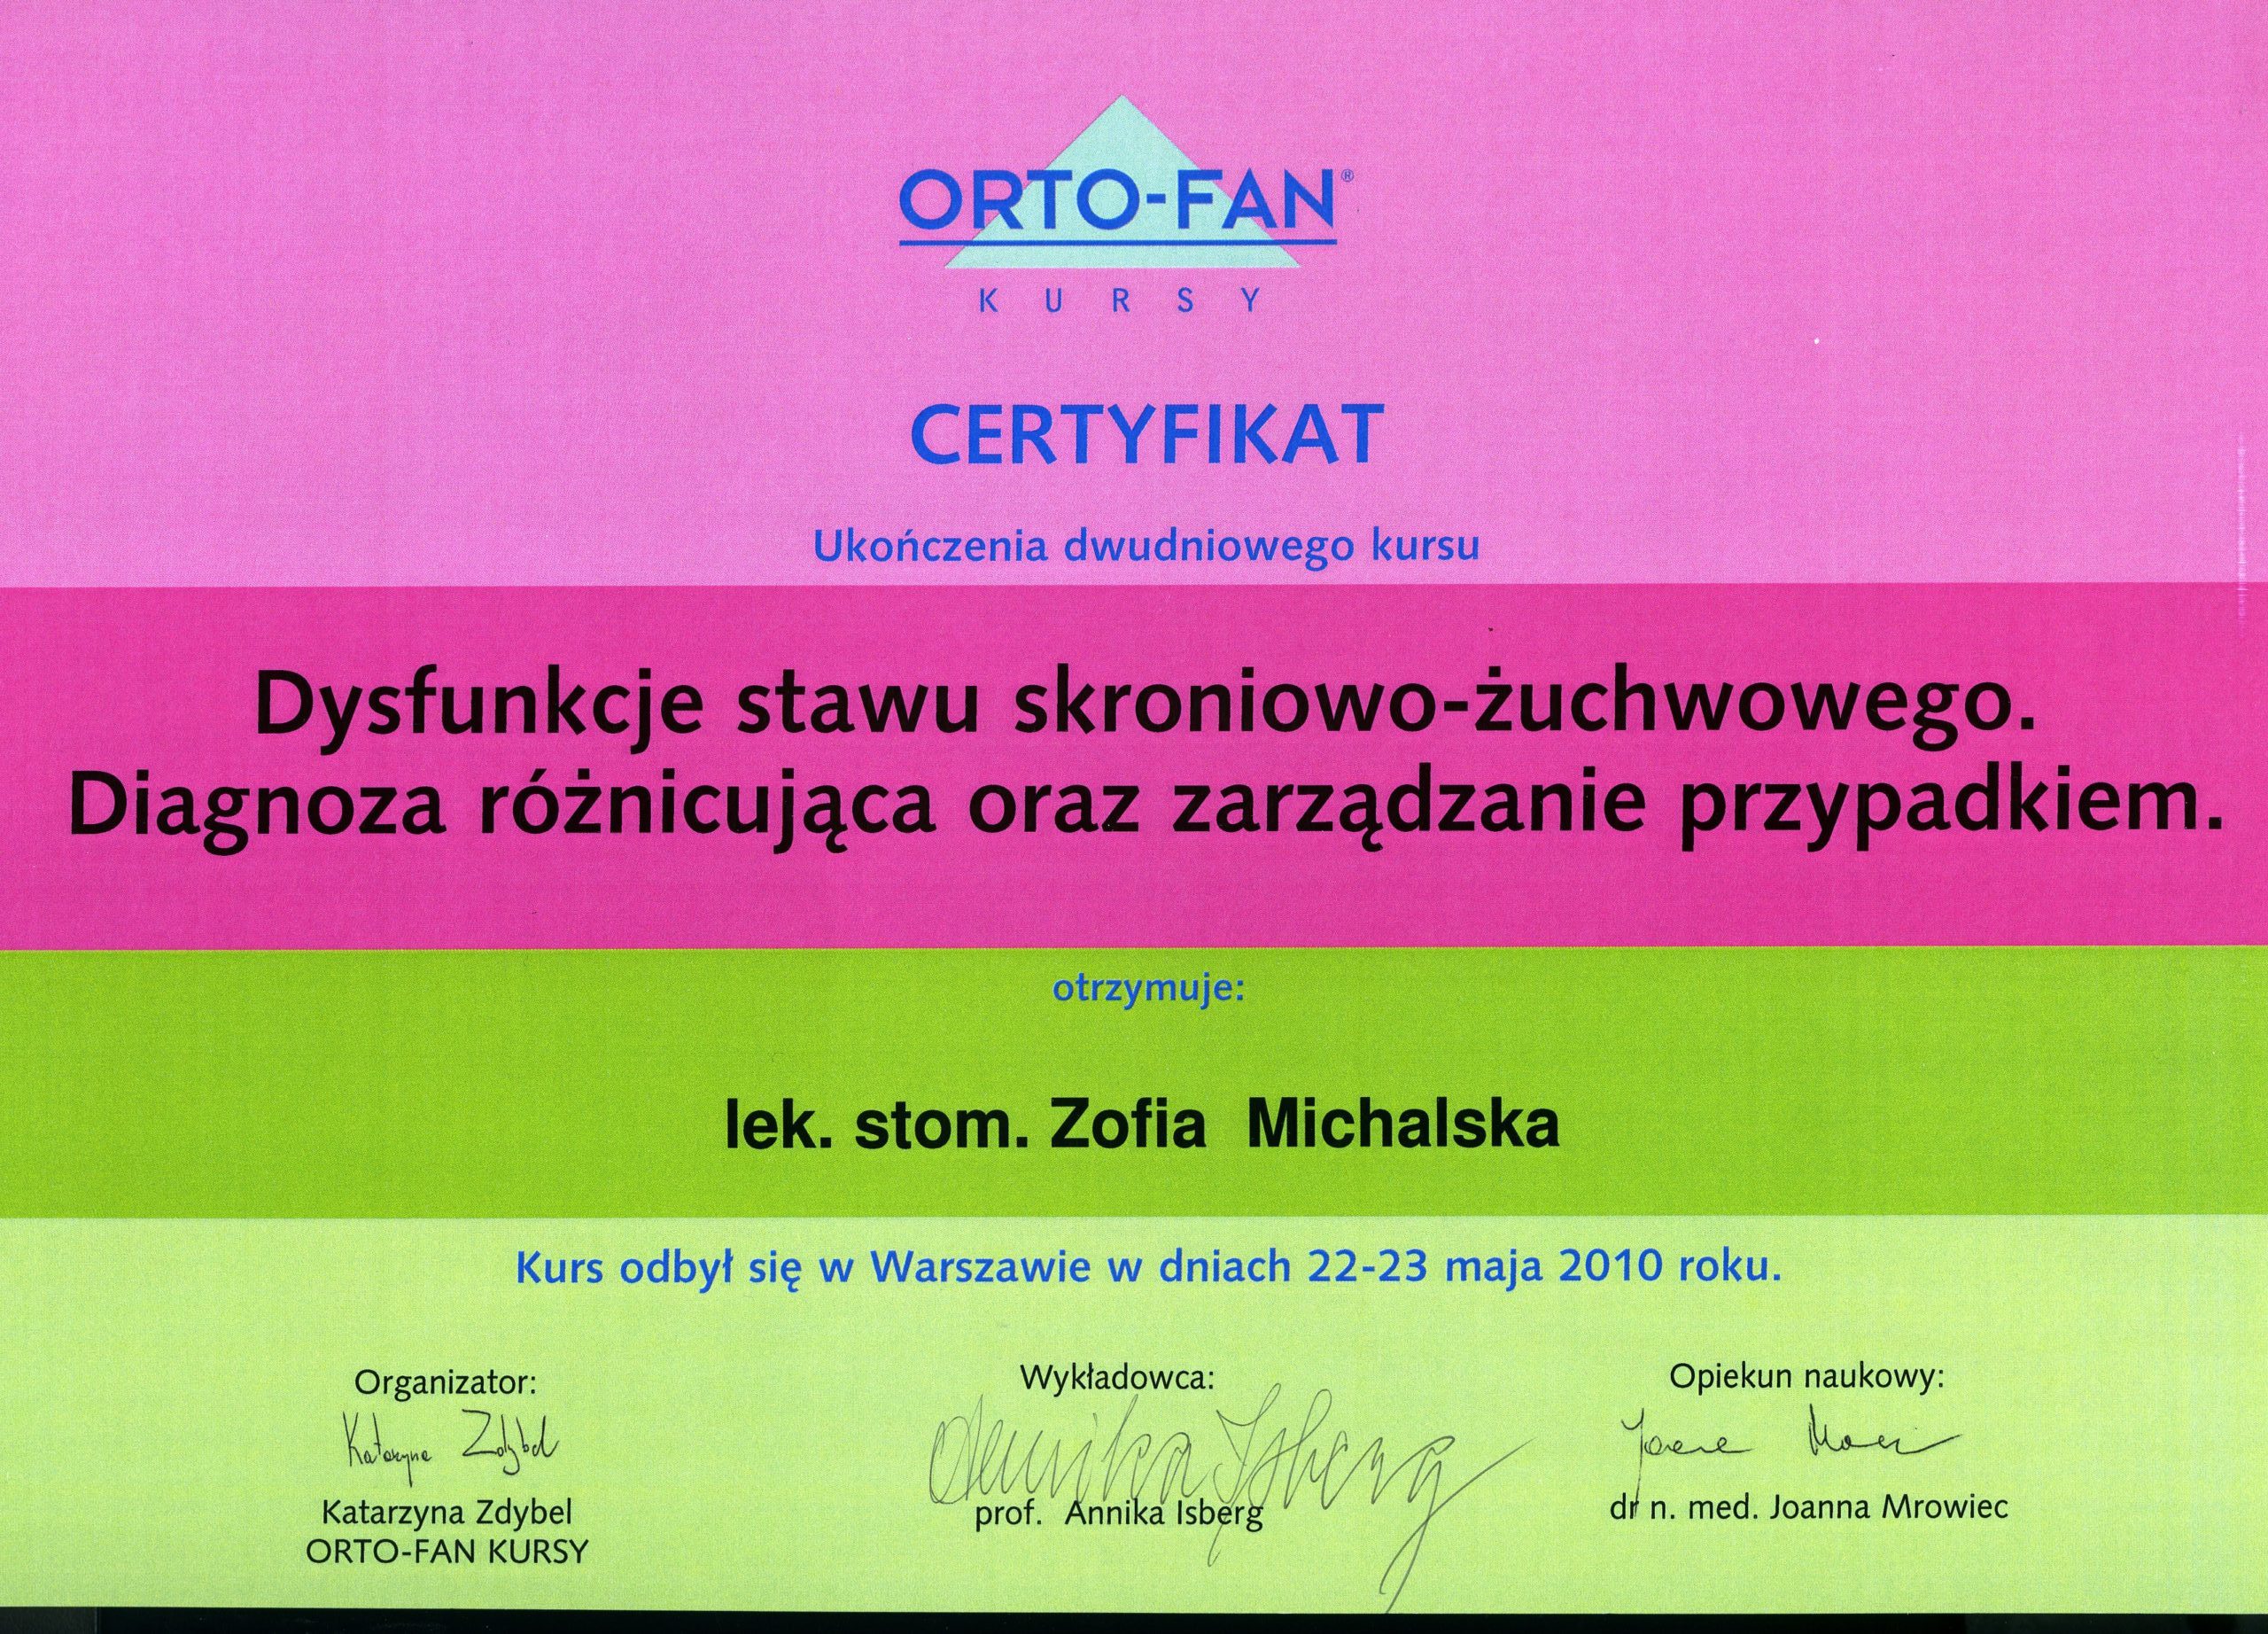 ORTO-FAN®
KURSY
CERTYFIKAT
Ukończenia dwudniowego kursu
Dysfunkcje stawu skroniowo-żuchwowego.
Diagnoza różnicująca oraz zarządzanie przypadkiem.
otrzymuje:
lek. stom. Zofia Michalska
Kurs odbył się w Warszawie w dniach 22-23 maja 2010 roku.
Organizator:
Katarzyna Zdybel
Katarzyna Zdybel
ORTO-FAN KURSY
Wykładowca:
Annika Isberg
prof. Annika Isberg
Opiekun naukowy:
dr n. med. Joanna Mrowiec